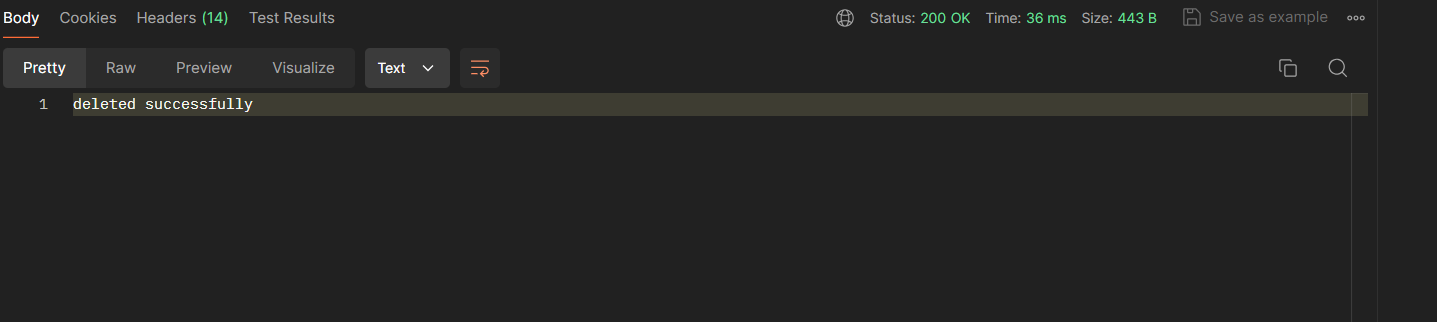 Body Cookies Headers (14) Test Results Status: 200 OK Time: 36 ms Size: 443 B Save as example
Pretty Raw Preview Visualize Text
1 deleted successfully